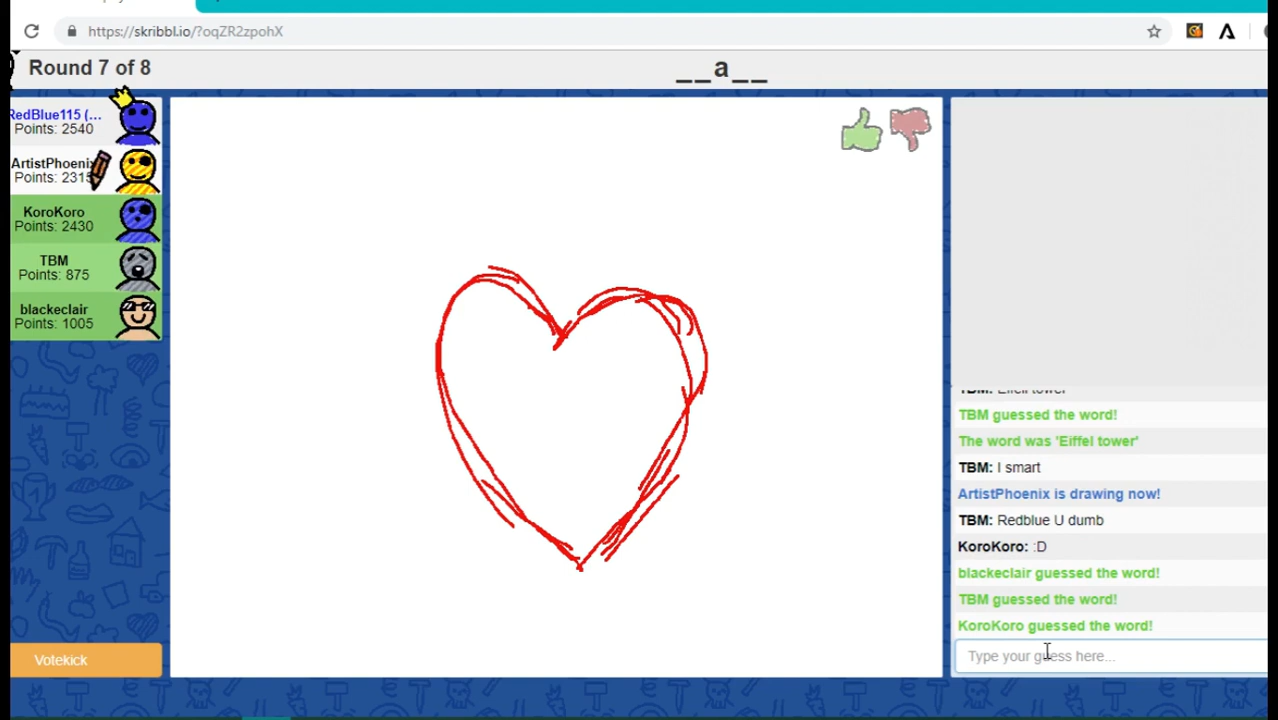 https://skribbl.io/?oqZR2zpohX
Round 7 of 8
__a__
RedBlue115 (...
Points: 2540
ArtistPhoenix
Points: 2315
KoroKoro
Points: 2430
TBM
Points: 875
blackeclair
Points: 1005
Votekick
TBM: Eiffel tower
TBM guessed the word!
The word was 'Eiffel tower'
TBM: I smart
ArtistPhoenix is drawing now!
TBM: Redblue U dumb
KoroKoro: :D
blackeclair guessed the word!
TBM guessed the word!
KoroKoro guessed the word!
Type your guess here...